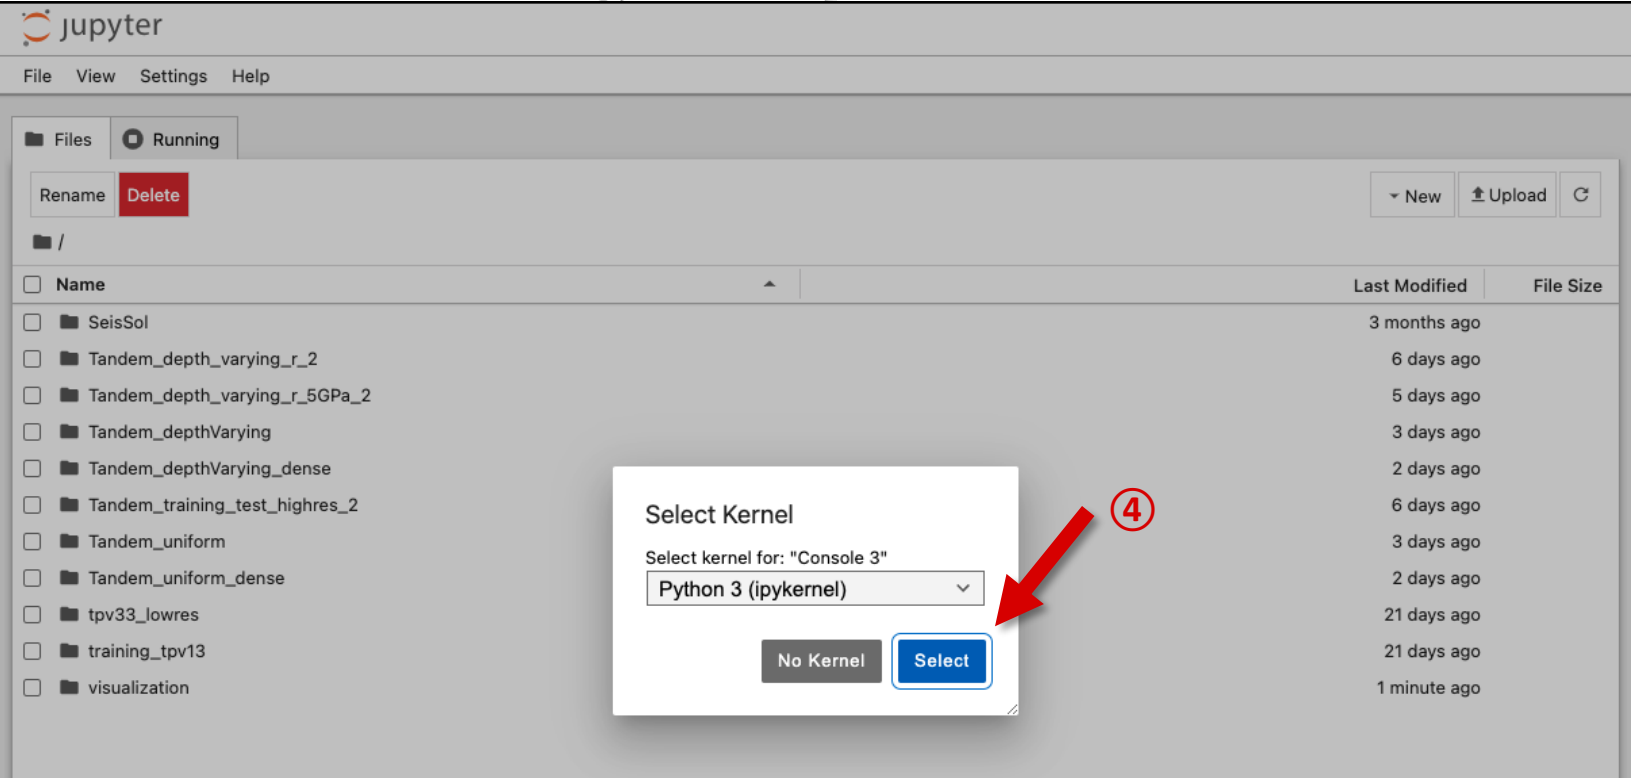 jupyter
File View Settings Help
Files Running
Rename Delete New Upload
/
Name Last Modified File Size
SeisSol 3 months ago
Tandem_depth_varying_r_2 6 days ago
Tandem_depth_varying_r_5GPa_2 5 days ago
Tandem_depthVarying 3 days ago
Tandem_depthVarying_dense 2 days ago
Tandem_training_test_highres_2 6 days ago
Tandem_uniform 3 days ago
Tandem_uniform_dense 2 days ago
tpv33_lowres 21 days ago
training_tpv13 21 days ago
visualization 1 minute ago
Select Kernel
Select kernel for: "Console 3"
Python 3 (ipykernel)
No Kernel Select
④